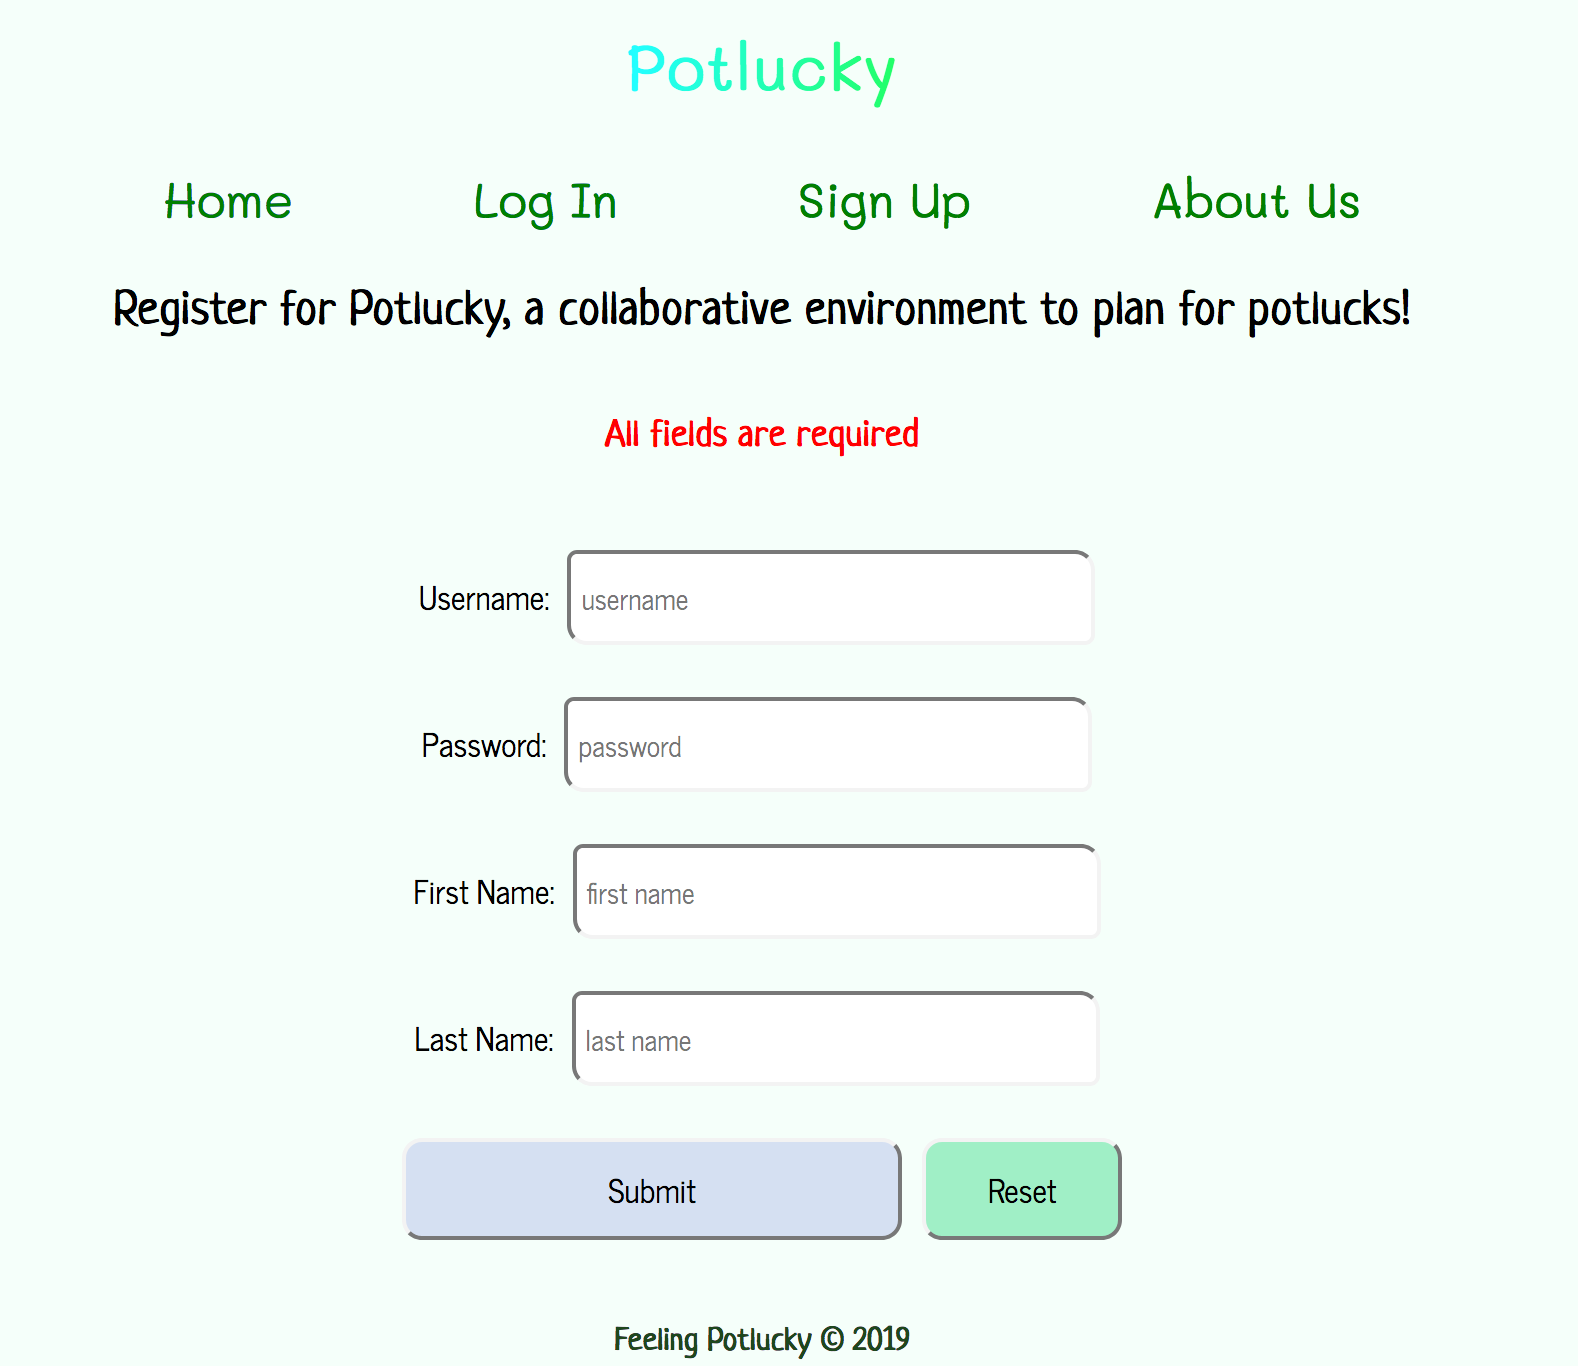 Potlucky
Home Log In Sign Up About Us
Register for Potlucky, a collaborative environment to plan for potlucks!
All fields are required
Username: username
Password: password
First Name: first name
Last Name: last name
Submit Reset
Feeling Potlucky © 2019